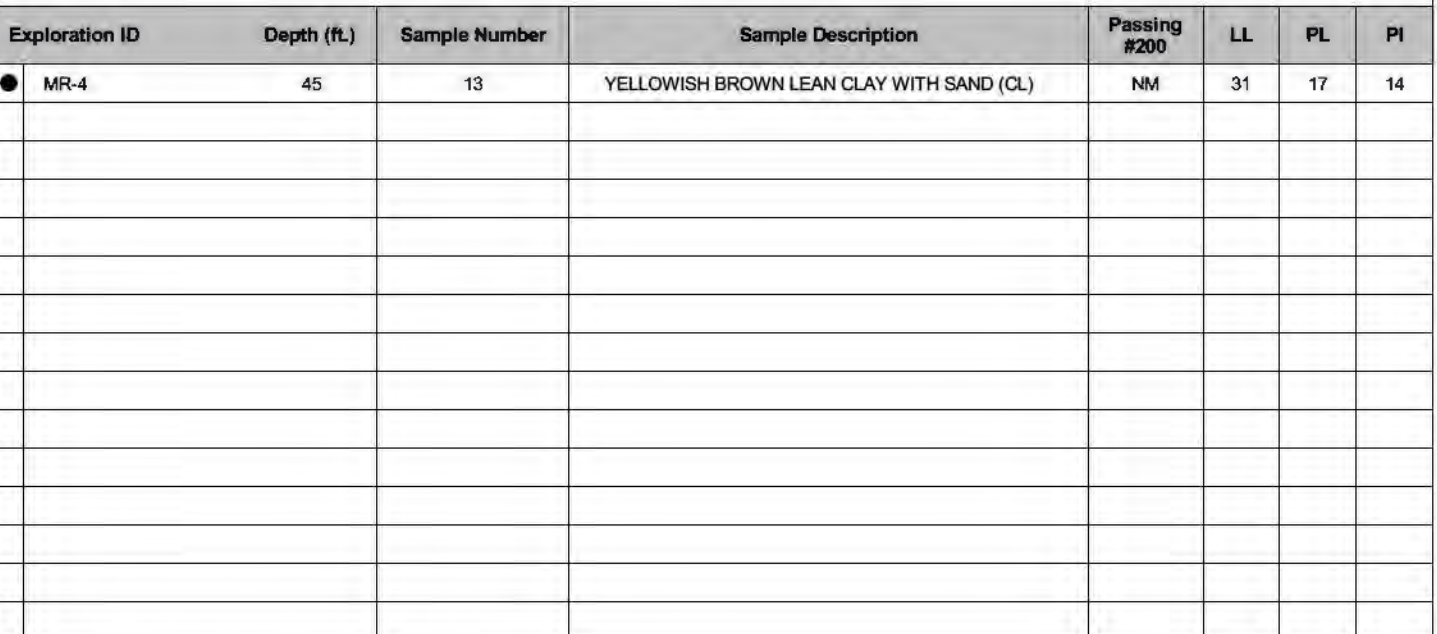 Exploration ID Depth (ft.) Sample Number Sample Description Passing #200 LL PL PI
MR-4 45 13 YELLOWISH BROWN LEAN CLAY WITH SAND (CL) NM 31 17 14